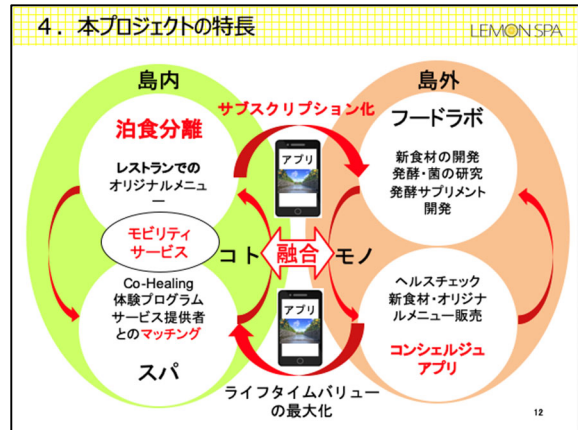 4．本プロジェクトの特長
LEMON SPA
島内
泊食分離
レストランでの
オリジナルメニュ
ー
モビリティ
サービス
Co-Healing
体験プログラム
サービス提供者
とのマッチング
スパ
サブスクリプション化
アプリ
コト
融合
モノ
アプリ
ライフタイムバリュー
の最大化
島外
フードラボ
新食材の開発
発酵・菌の研究
発酵サプリメント
開発
ヘルスチェック
新食材・オリジナ
ルメニュー販売
コンシェルジュ
アプリ
12